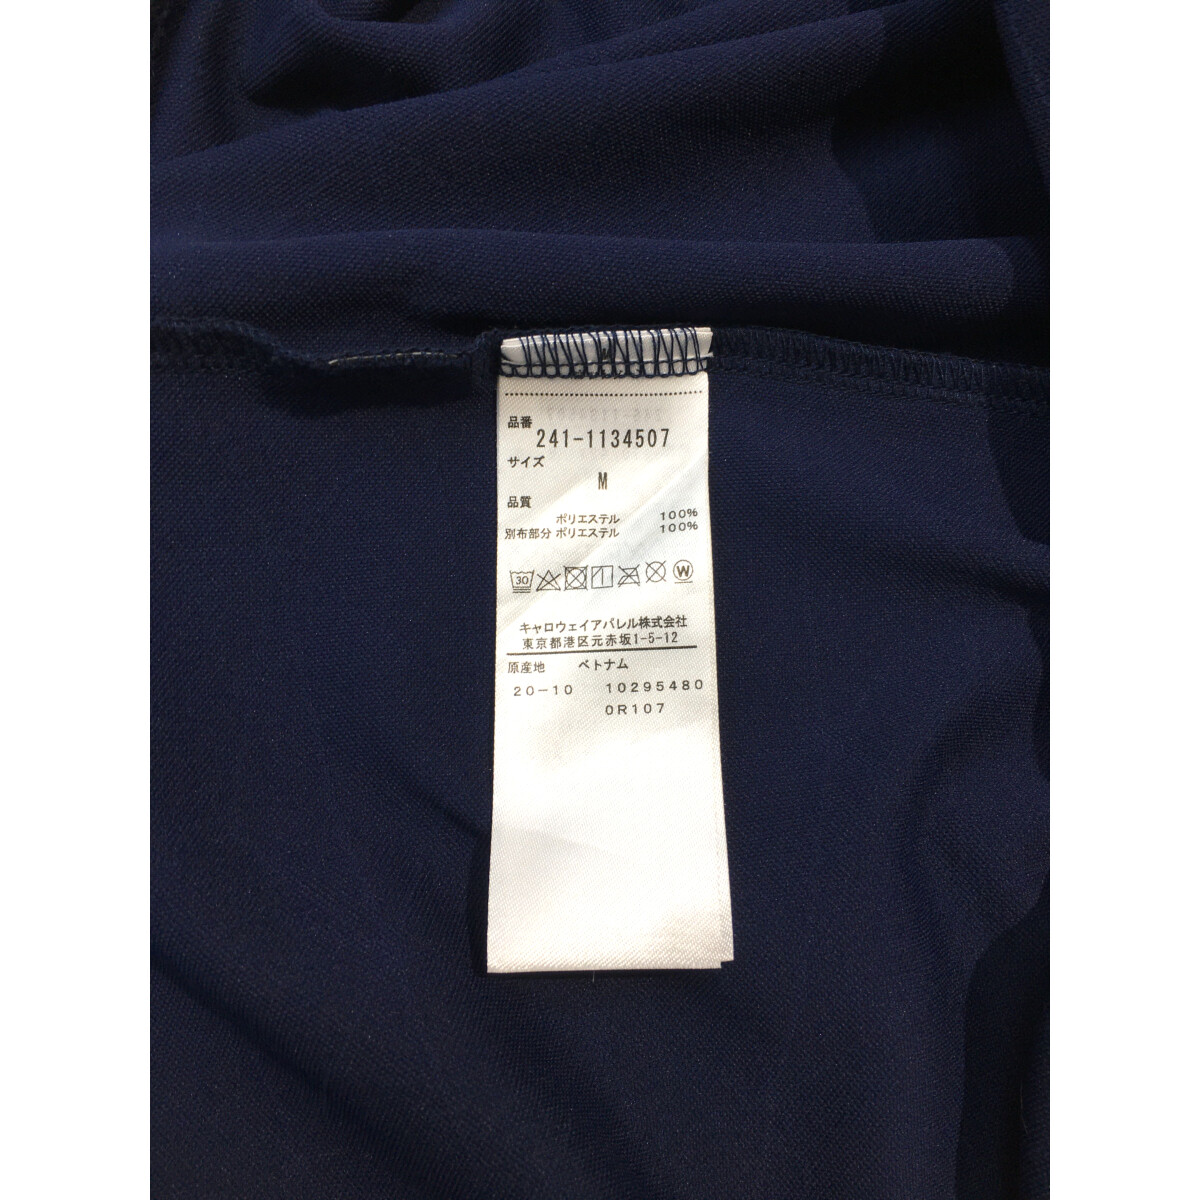 品番
241-1134507
サイズ
M
品質
ポリエステル 100%
別布部分 ポリエステル 100%
30 W
キャロウェイアパレル株式会社
東京都港区元赤坂1-5-12
原産地 ベトナム
20-10 10295480
0R107